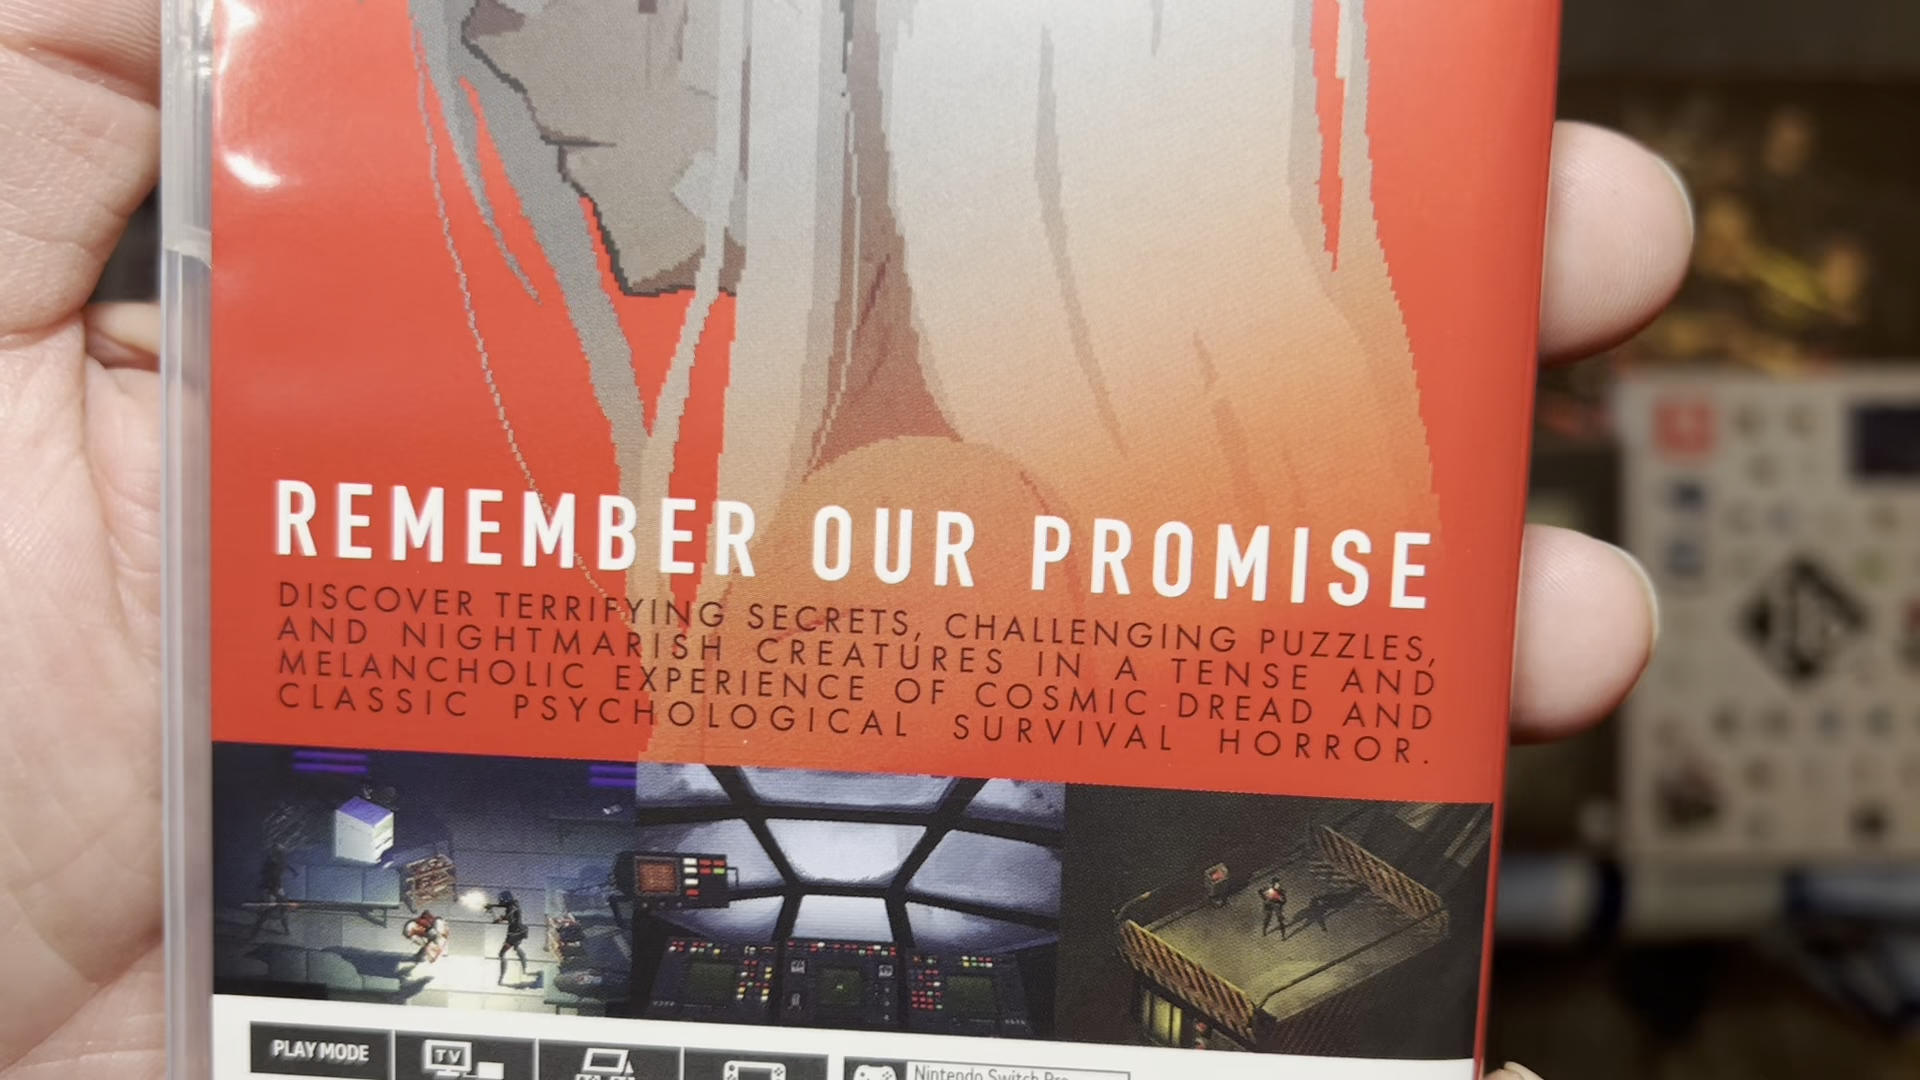 REMEMBER OUR PROMISE
DISCOVER TERRIFYING SECRETS, CHALLENGING PUZZLES,
AND NIGHTMARISH CREATURES IN A TENSE AND
MELANCHOLIC EXPERIENCE OF COSMIC DREAD AND
CLASSIC PSYCHOLOGICAL SURVIVAL HORROR.
PLAY MODE
TV
Nintendo Switch Pro